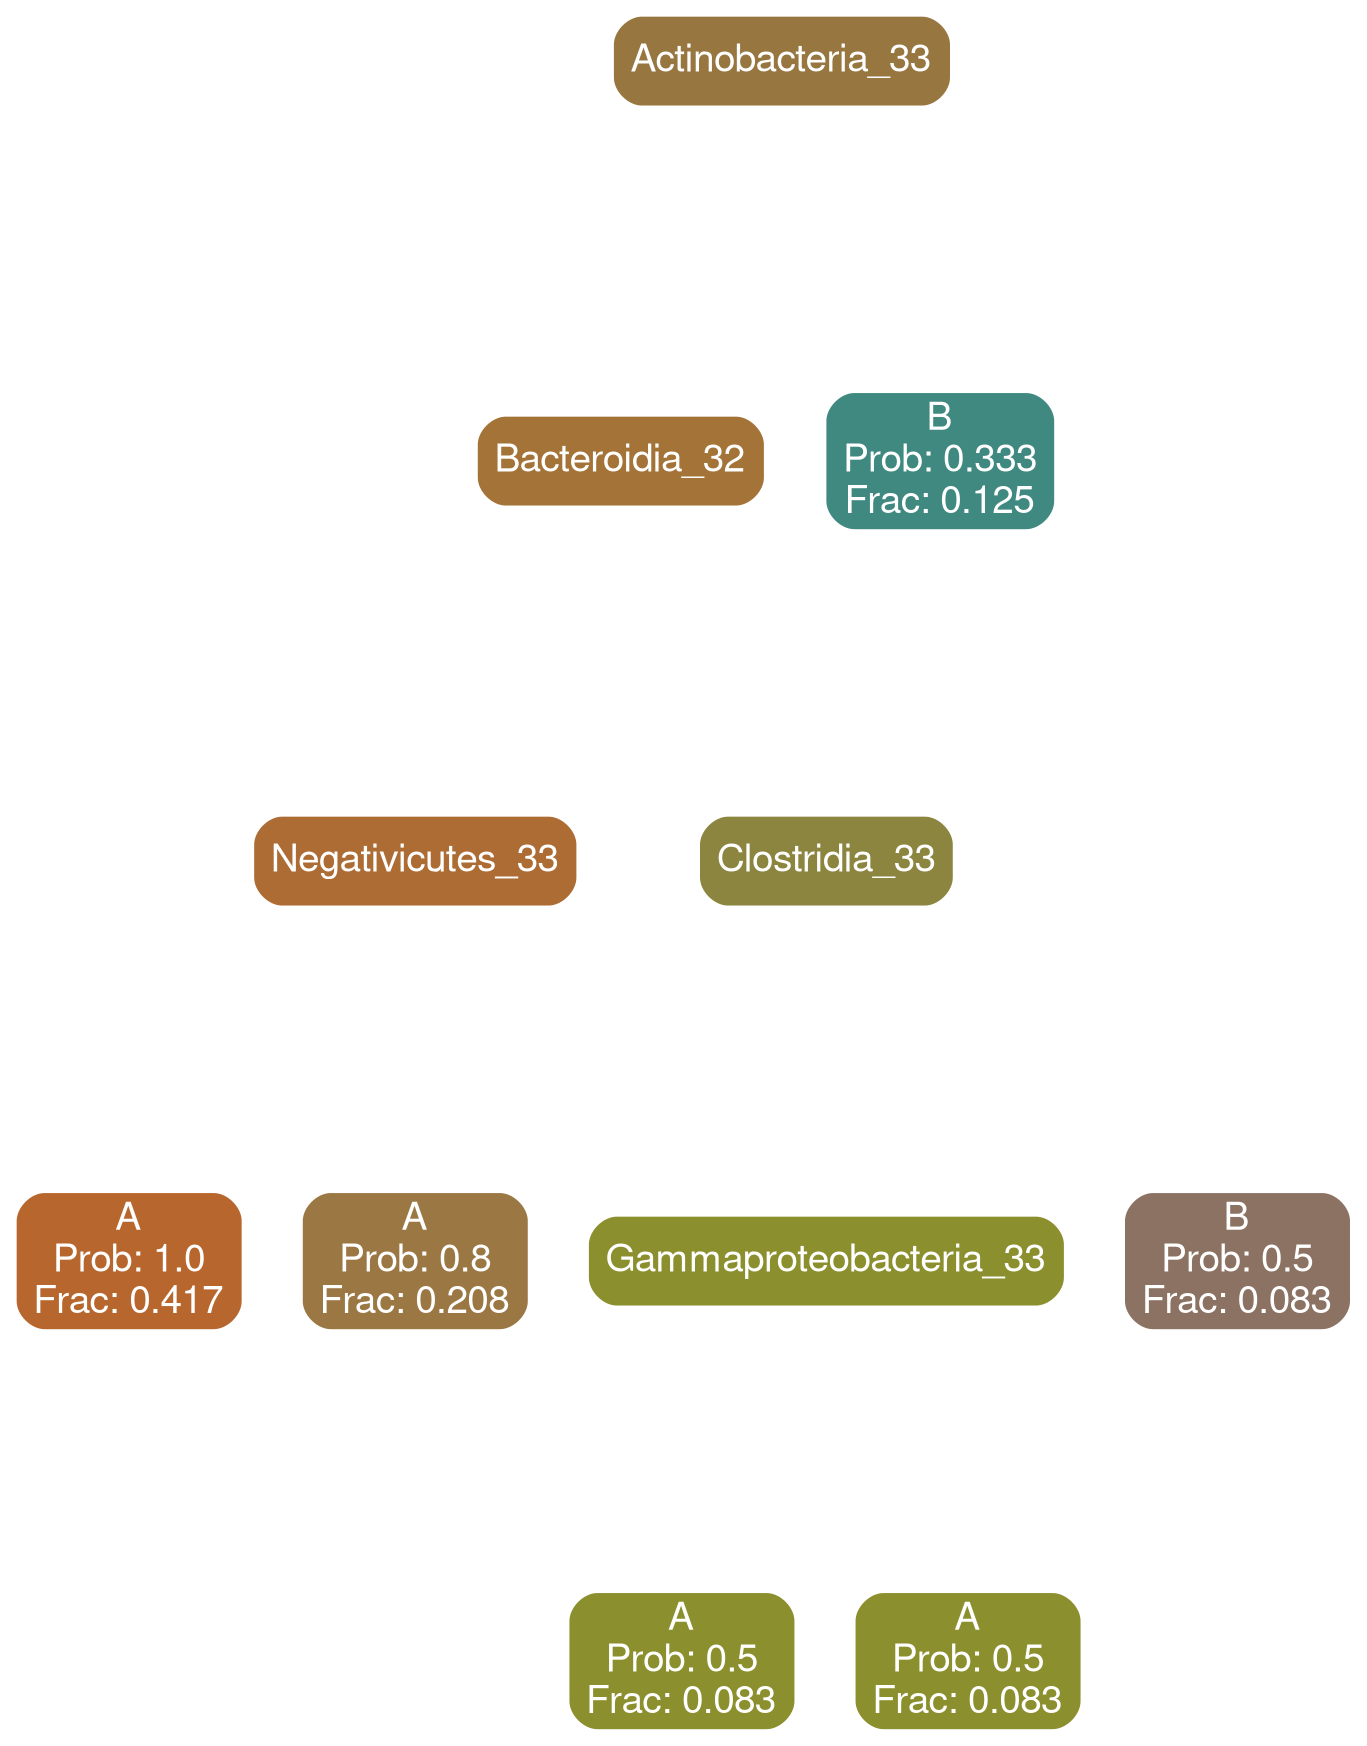 Actinobacteria_33
Bacteroidia_32
B
Prob: 0.333
Frac: 0.125
Negativicutes_33
Clostridia_33
A
Prob: 1.0
Frac: 0.417
A
Prob: 0.8
Frac: 0.208
Gammaproteobacteria_33
B
Prob: 0.5
Frac: 0.083
A
Prob: 0.5
Frac: 0.083
A
Prob: 0.5
Frac: 0.083